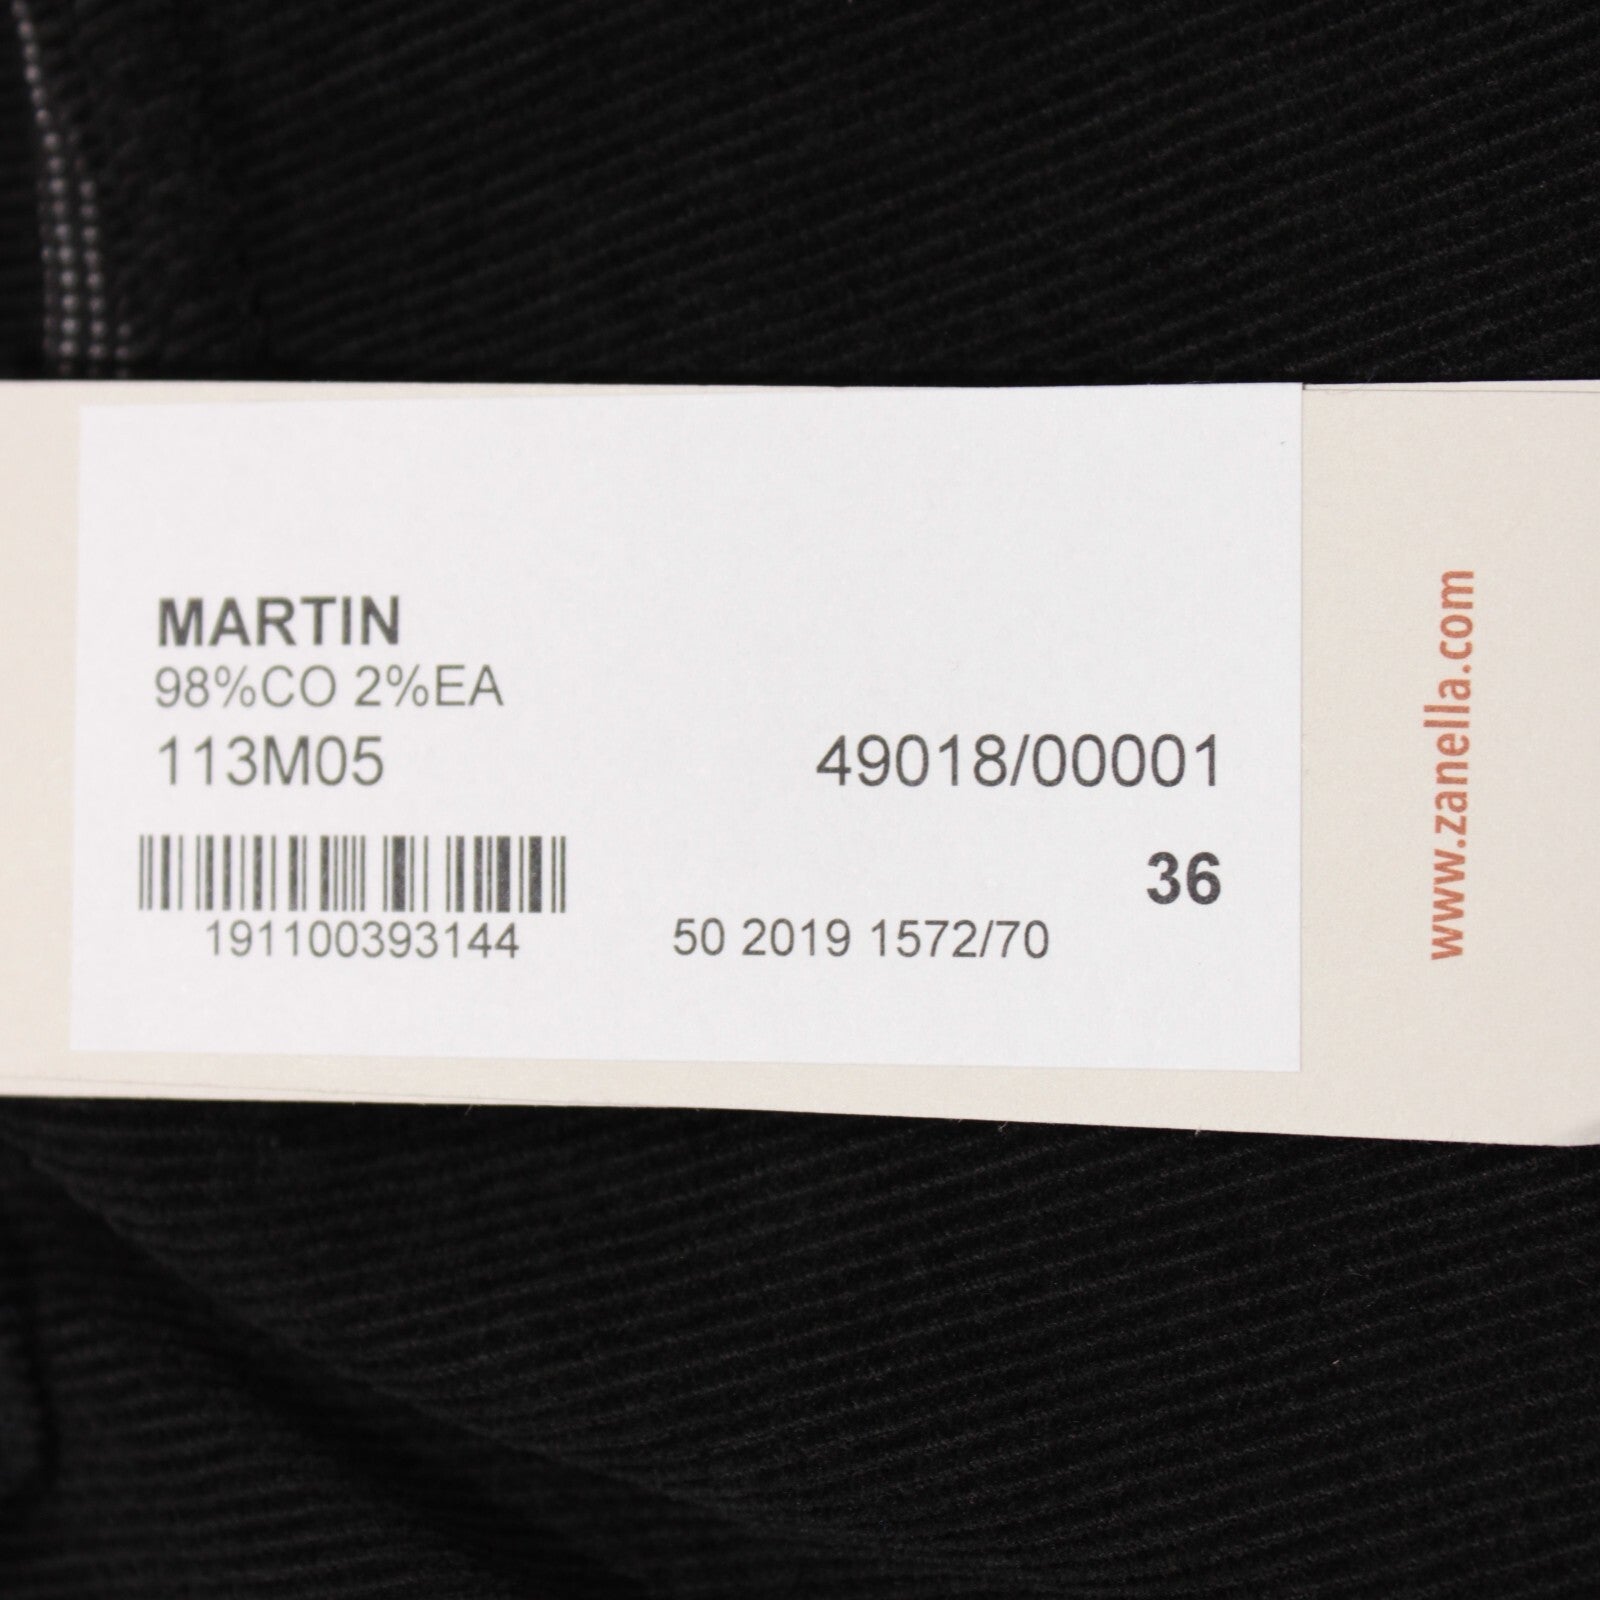 MARTIN
98%CO 2%EA
113M05
49018/00001
36
191100393144
50 2019 1572/70
www.zanella.com